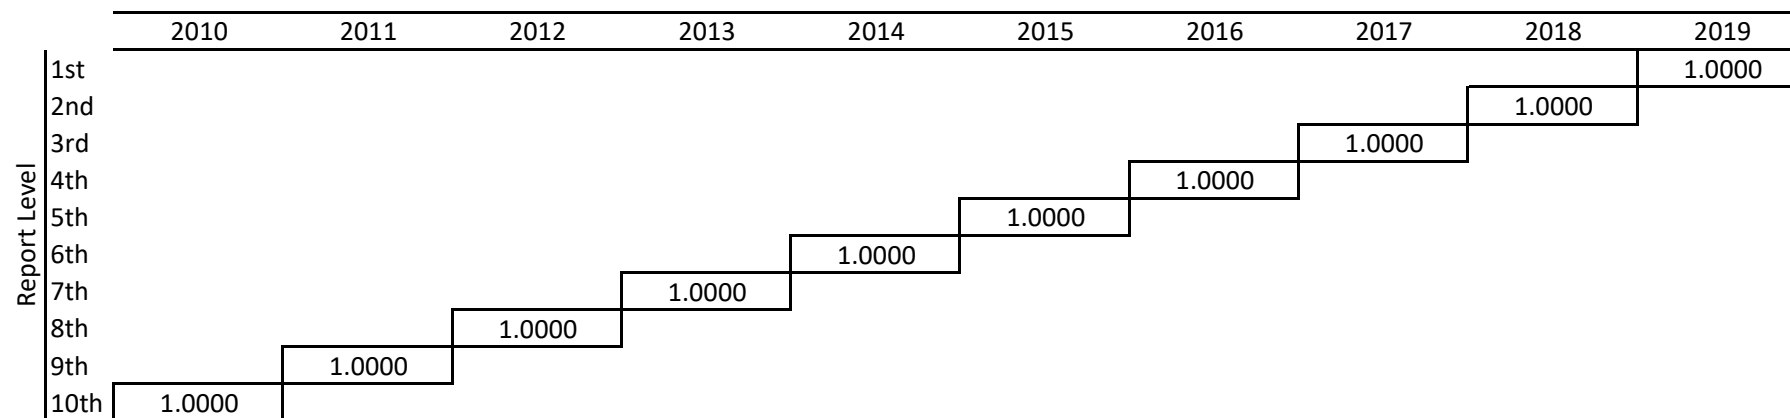 2010 2011 2012 2013 2014 2015 2016 2017 2018 2019
Report Level
1st 1.0000
2nd 1.0000
3rd 1.0000
4th 1.0000
5th 1.0000
6th 1.0000
7th 1.0000
8th 1.0000
9th 1.0000
10th 1.0000